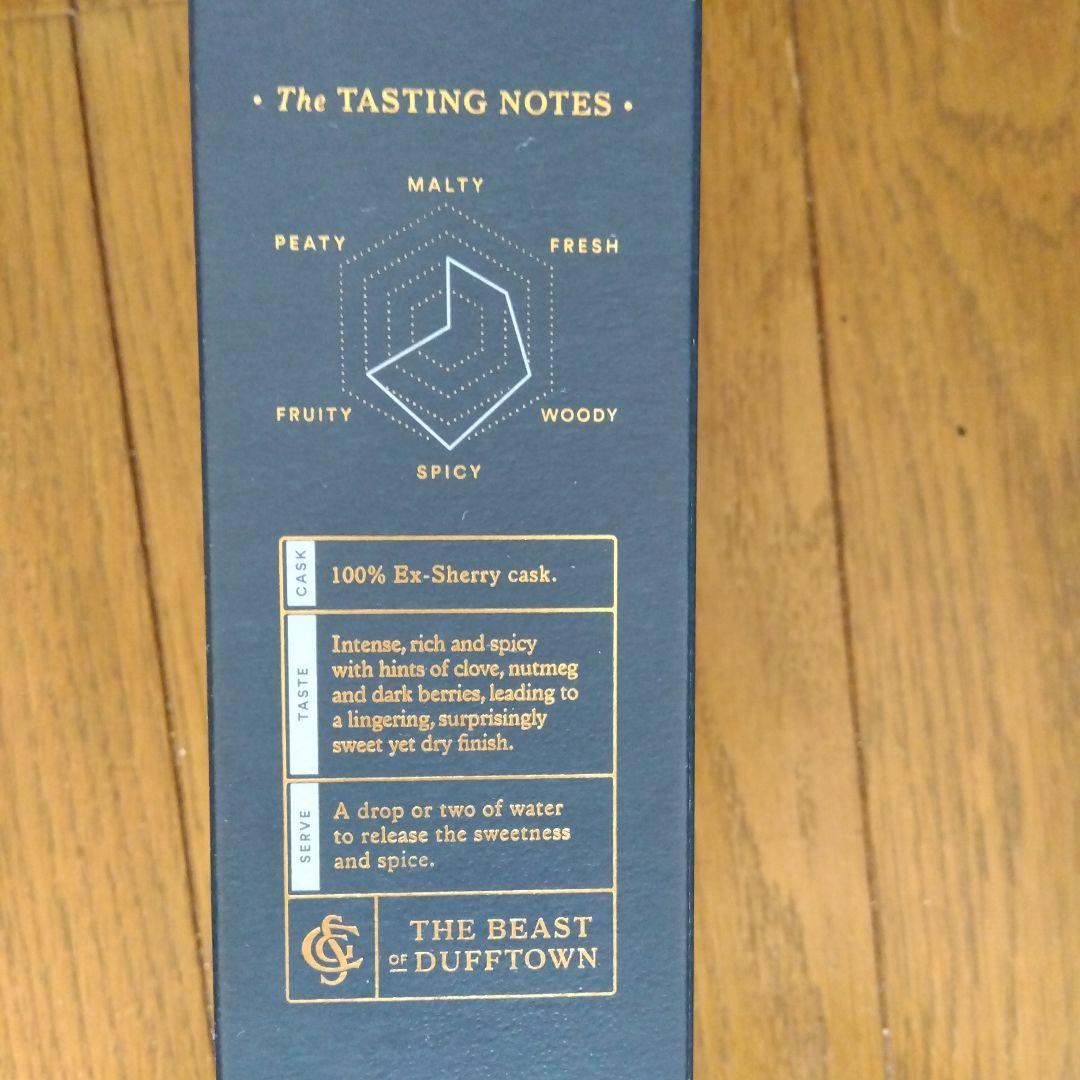 • The TASTING NOTES •
MALTY
PEATY
FRESH
FRUITY
WOODY
SPICY
CASK
100% Ex-Sherry cask.
TASTE
Intense, rich and spicy
with hints of clove, nutmeg
and dark berries, leading to
a lingering, surprisingly
sweet yet dry finish.
SERVE
A drop or two of water
to release the sweetness
and spice.
THE BEAST
OF DUFFTOWN